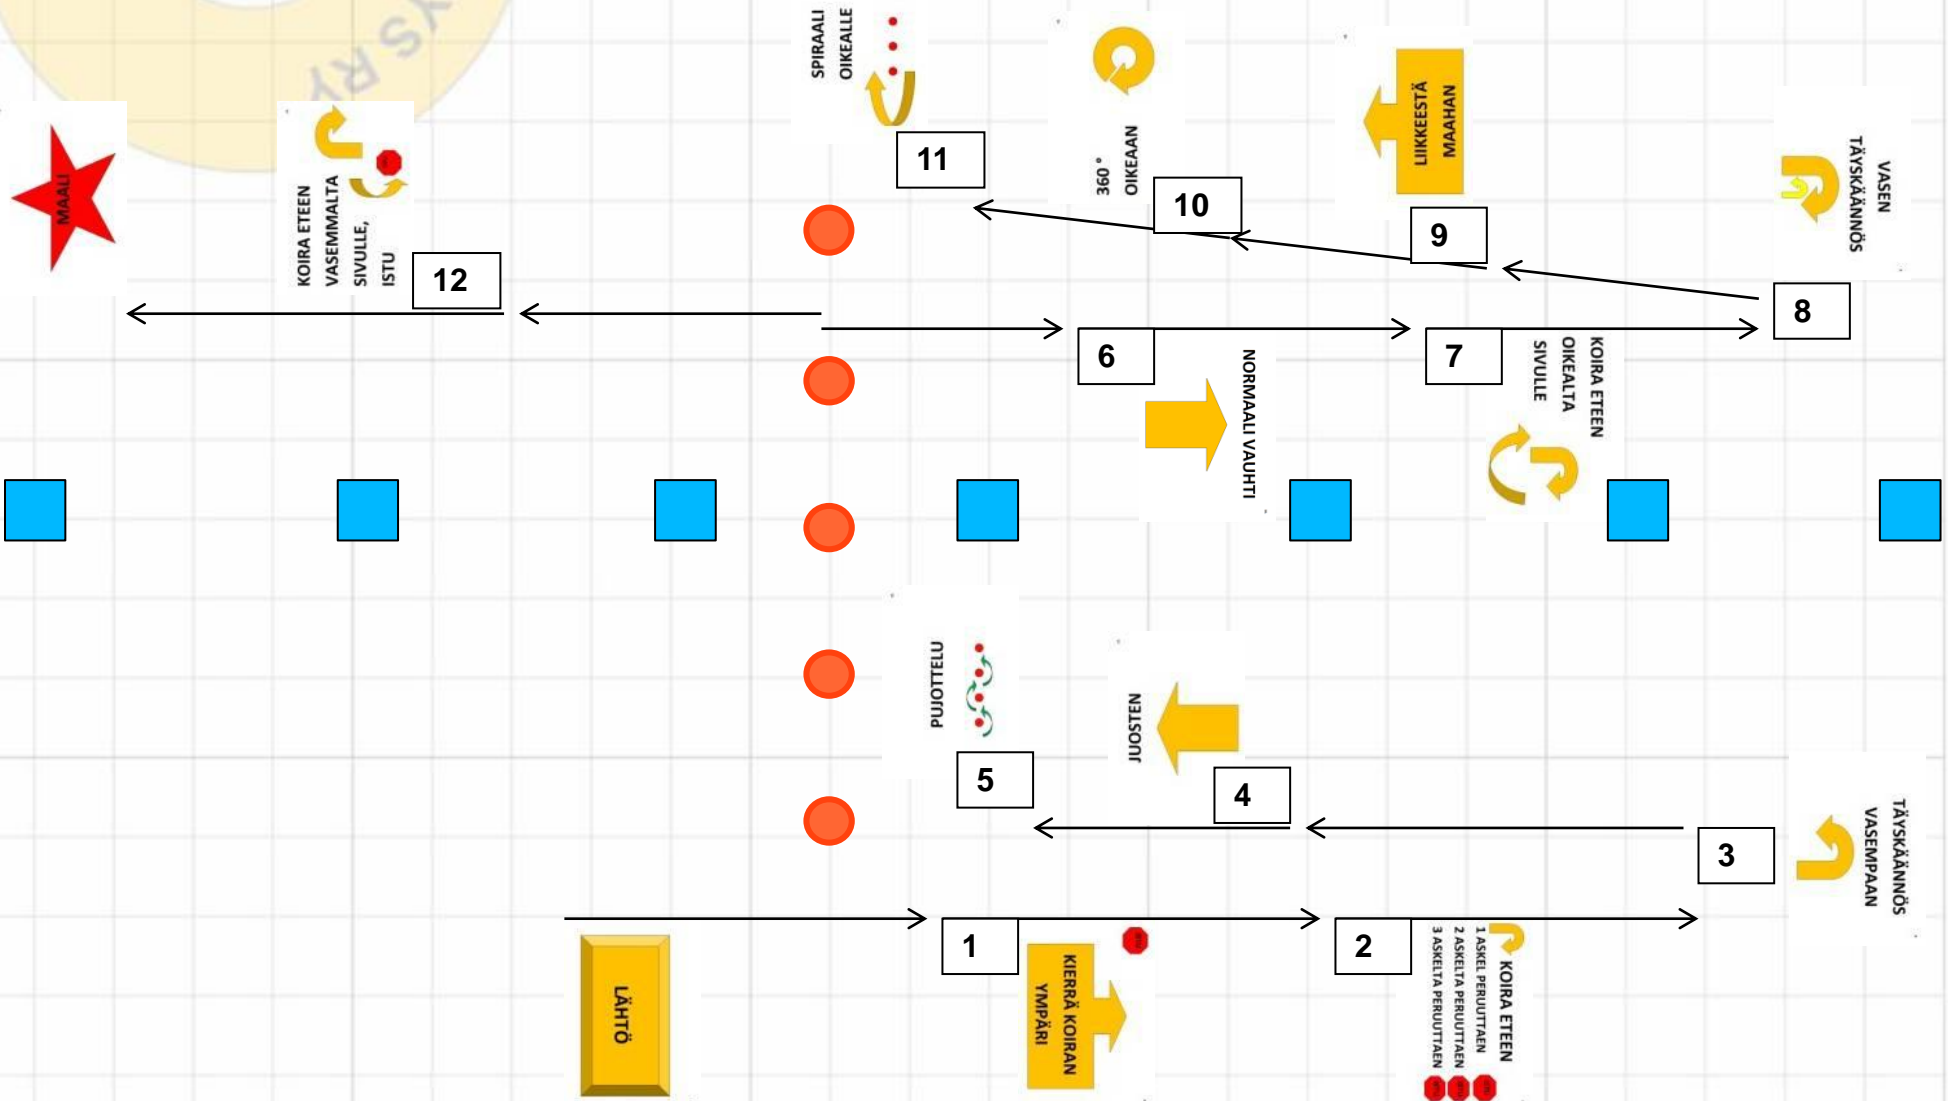 YS RY
SPIRAALI
OIKEALLE
11
360°
OIKEAAN
10
LIIKKEESTÄ
MAAHAN
9
VASEN
TÄYSKÄÄNNÖS
8
MAALI
KOIRA ETEEN
VASEMMALTA
SIVULLE,
ISTU
12
6
NORMAALI VAUHTI
7
KOIRA ETEEN
OIKEALTA
SIVULLE
PUJOTTELU
5
JUOSTEN
4
TÄYSKÄÄNNÖS
VASEMPAAN
3
LÄHTÖ
1
KIERRÄ KOIRAN
YMPÄRI
2
KOIRA ETEEN
1 ASKEL PERUUTTAEN
2 ASKELTA PERUUTTAEN
3 ASKELTA PERUUTTAEN